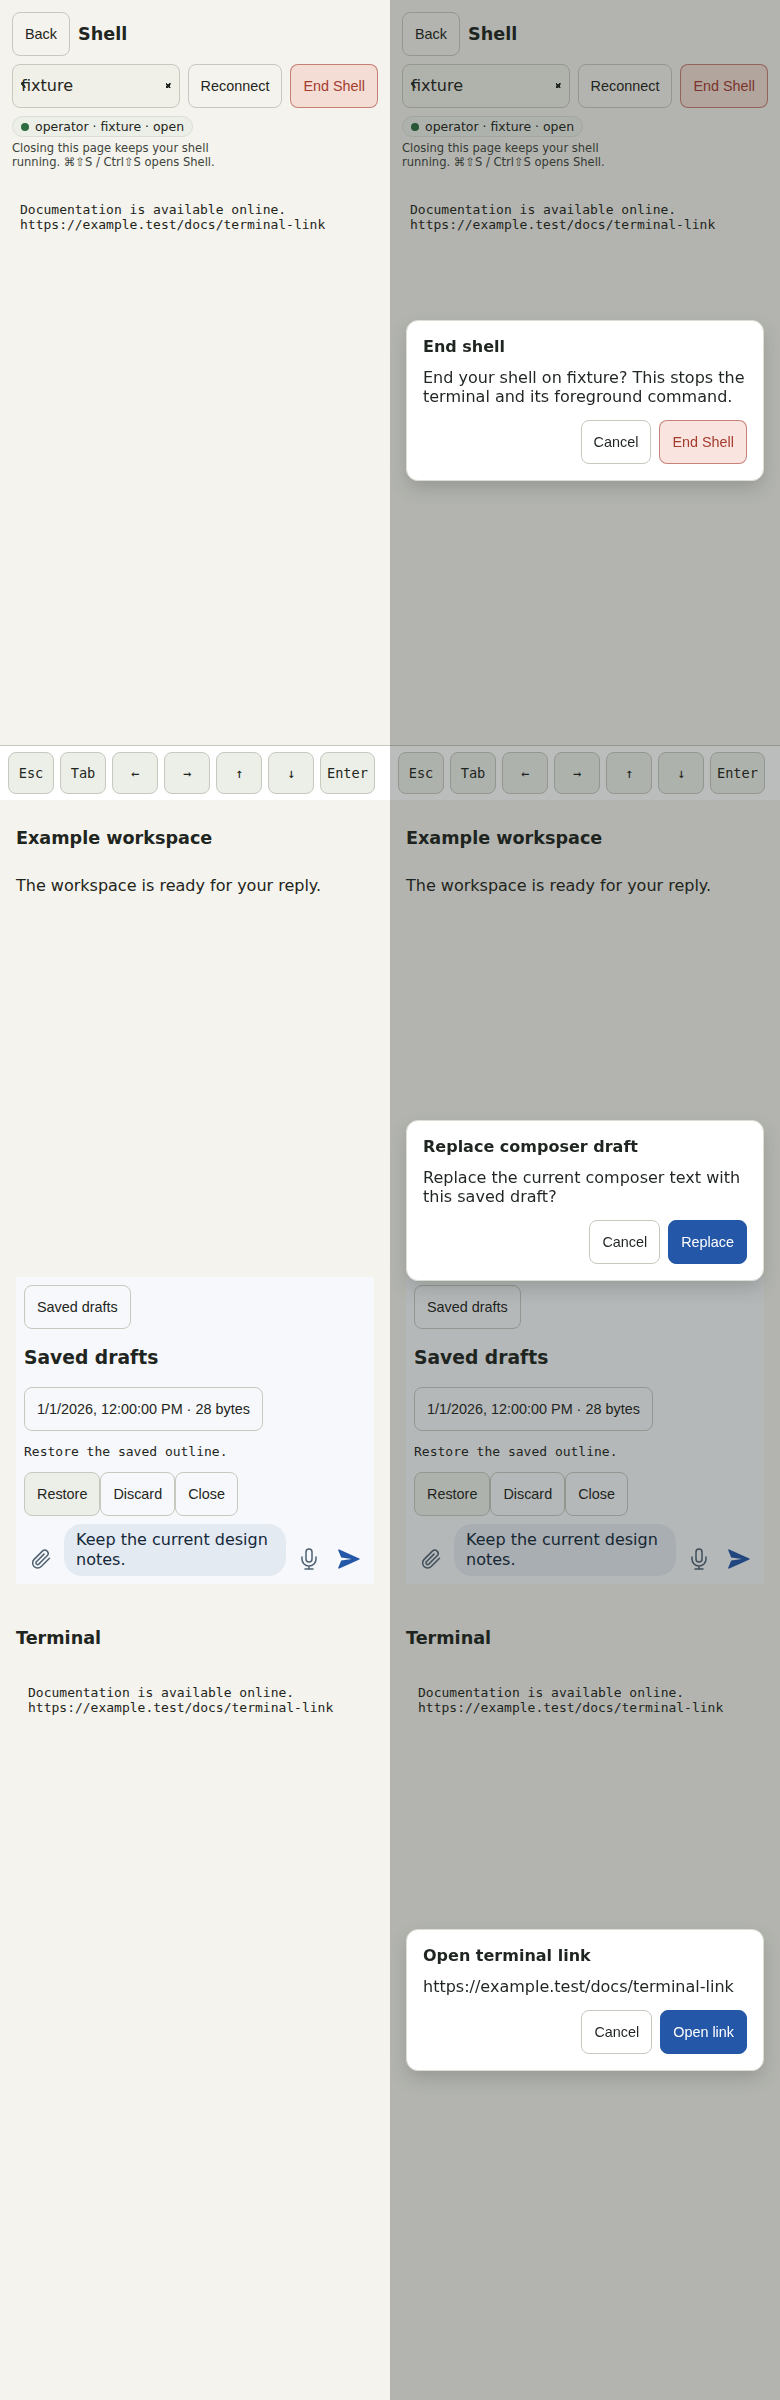 Back Shell
fixture Reconnect End Shell
operator · fixture · open
Closing this page keeps your shell
running. ⌘⇧S / Ctrl⇧S opens Shell.
Documentation is available online.
https://example.test/docs/terminal-link
Esc Tab ← → ↑ ↓ Enter
Back Shell
fixture Reconnect End Shell
operator · fixture · open
Closing this page keeps your shell
running. ⌘⇧S / Ctrl⇧S opens Shell.
Documentation is available online.
https://example.test/docs/terminal-link
End shell
End your shell on fixture? This stops the
terminal and its foreground command.
Cancel End Shell
Esc Tab ← → ↑ ↓ Enter
Example workspace
The workspace is ready for your reply.
Saved drafts
Saved drafts
1/1/2026, 12:00:00 PM · 28 bytes
Restore the saved outline.
Restore Discard Close
Keep the current design
notes.
Example workspace
The workspace is ready for your reply.
Replace composer draft
Replace the current composer text with
this saved draft?
Cancel Replace
Saved drafts
Saved drafts
1/1/2026, 12:00:00 PM · 28 bytes
Restore the saved outline.
Restore Discard Close
Keep the current design
notes.
Terminal
Documentation is available online.
https://example.test/docs/terminal-link
Terminal
Documentation is available online.
https://example.test/docs/terminal-link
Open terminal link
https://example.test/docs/terminal-link
Cancel Open link